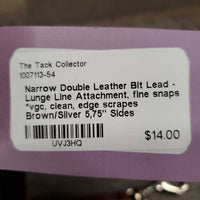 The Tack Collector
1007113-54
Narrow Double Leather Bit Lead -
Lunge Line Attachment, fine snaps
*vgc, clean, edge scrapes
Brown/Silver 5,75" Sides
$14.00
UVJ3HQ